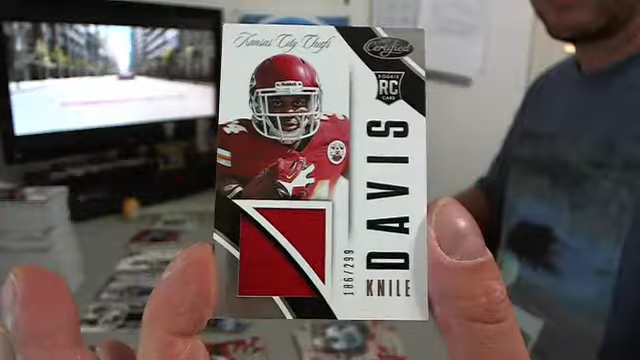 Kansas City Chiefs
Certified
ROOKIE
RC
CARD
KNILE
DAVIS
186/299